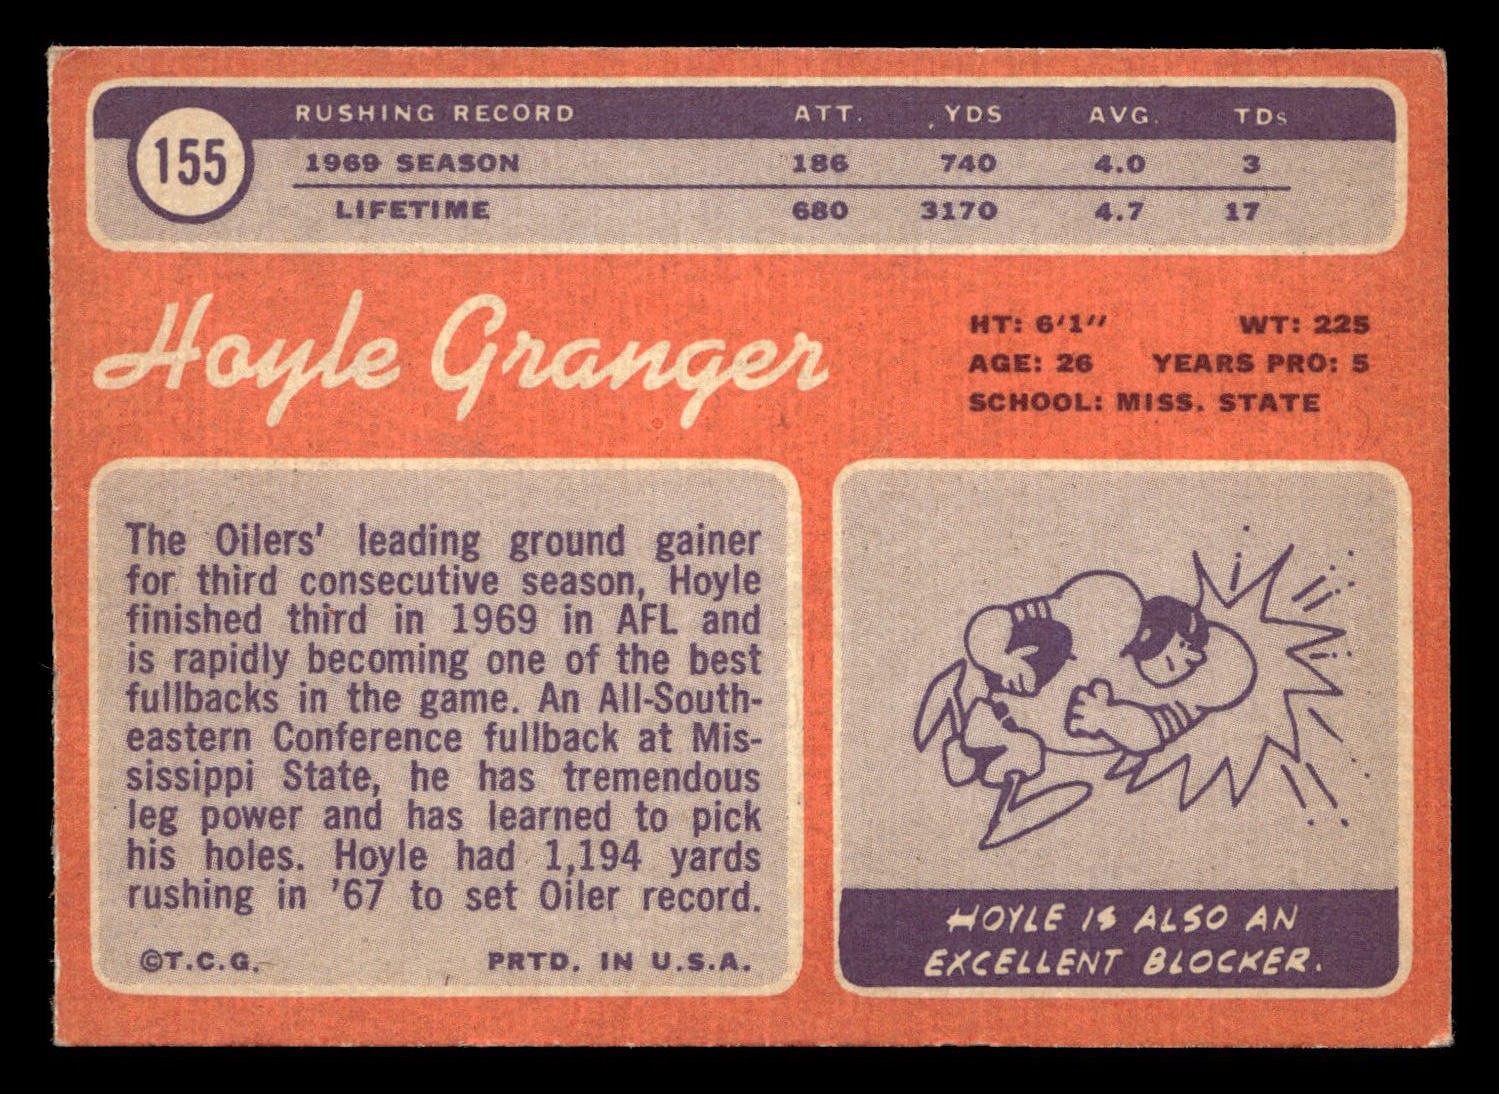 155
RUSHING RECORD ATT. YDS AVG. TDs
1969 SEASON 186 740 4.0 3
LIFETIME 680 3170 4.7 17
Hoyle Granger
HT: 6'1" WT: 225
AGE: 26 YEARS PRO: 5
SCHOOL: MISS. STATE
The Oilers' leading ground gainer
for third consecutive season, Hoyle
finished third in 1969 in AFL and
is rapidly becoming one of the best
fullbacks in the game. An All-South-
eastern Conference fullback at Mis-
sissippi State, he has tremendous
leg power and has learned to pick
his holes. Hoyle had 1,194 yards
rushing in '67 to set Oiler record.
©T.C.G. PRTD. IN U.S.A.
HOYLE IS ALSO AN
EXCELLENT BLOCKER.